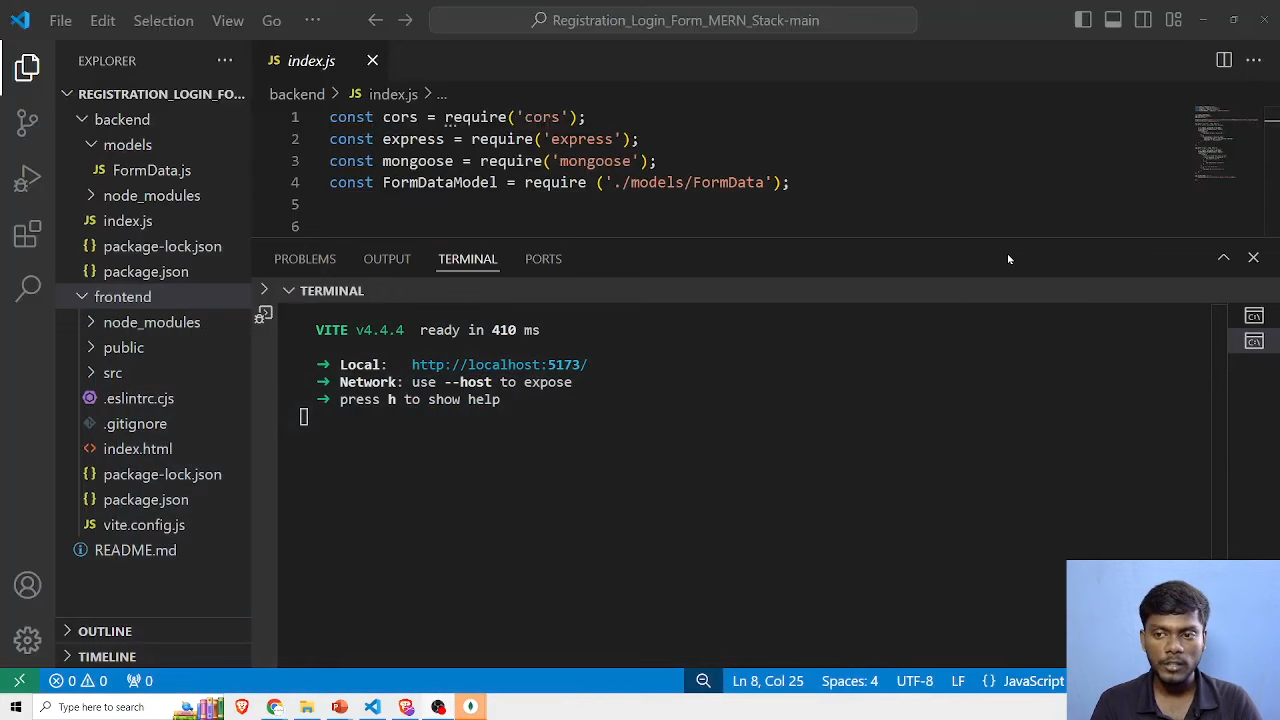 File Edit Selection View Go ··· Registration_Login_Form_MERN_Stack-main
EXPLORER ···
REGISTRATION_LOGIN_FO...
backend
models
JS FormData.js
node_modules
JS index.js
{} package-lock.json
{} package.json
frontend
node_modules
public
src
.eslintrc.cjs
.gitignore
<> index.html
{} package-lock.json
{} package.json
JS vite.config.js
README.md
OUTLINE
TIMELINE
JS index.js
backend > JS index.js > ...
1 const cors = require('cors');
2 const express = require('express');
3 const mongoose = require('mongoose');
4 const FormDataModel = require ('./models/FormData');
5
6
PROBLEMS OUTPUT TERMINAL PORTS
TERMINAL
VITE v4.4.4 ready in 410 ms
➜ Local: http://localhost:5173/
➜ Network: use --host to expose
➜ press h to show help
0 0 0 Ln 8, Col 25 Spaces: 4 UTF-8 LF {} JavaScript
Type here to search